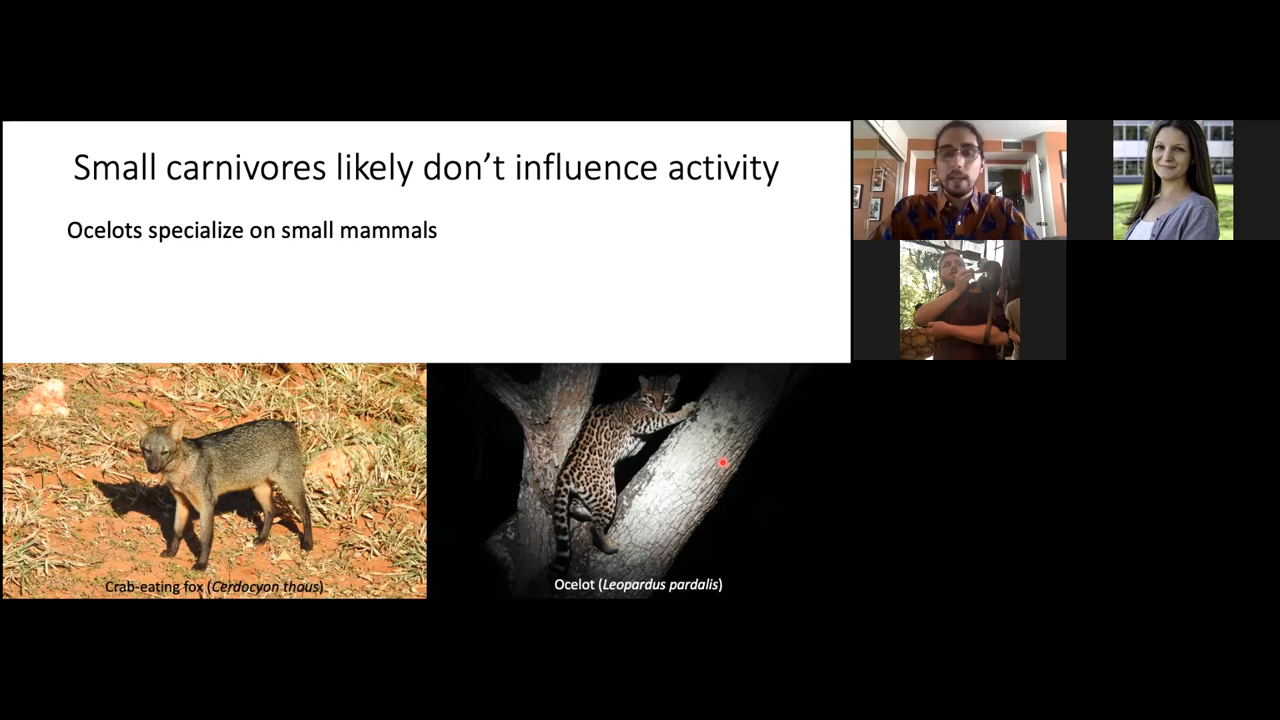 Small carnivores likely don't influence activity
Ocelots specialize on small mammals
Crab-eating fox (Cerdocyon thous)
Ocelot (Leopardus pardalis)